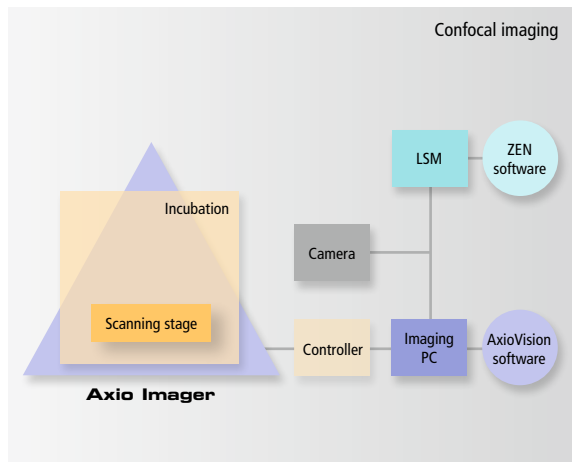 Confocal imaging
LSM
ZEN
software
Incubation
Camera
Scanning stage
Controller
Imaging
PC
AxioVision
software
Axio Imager